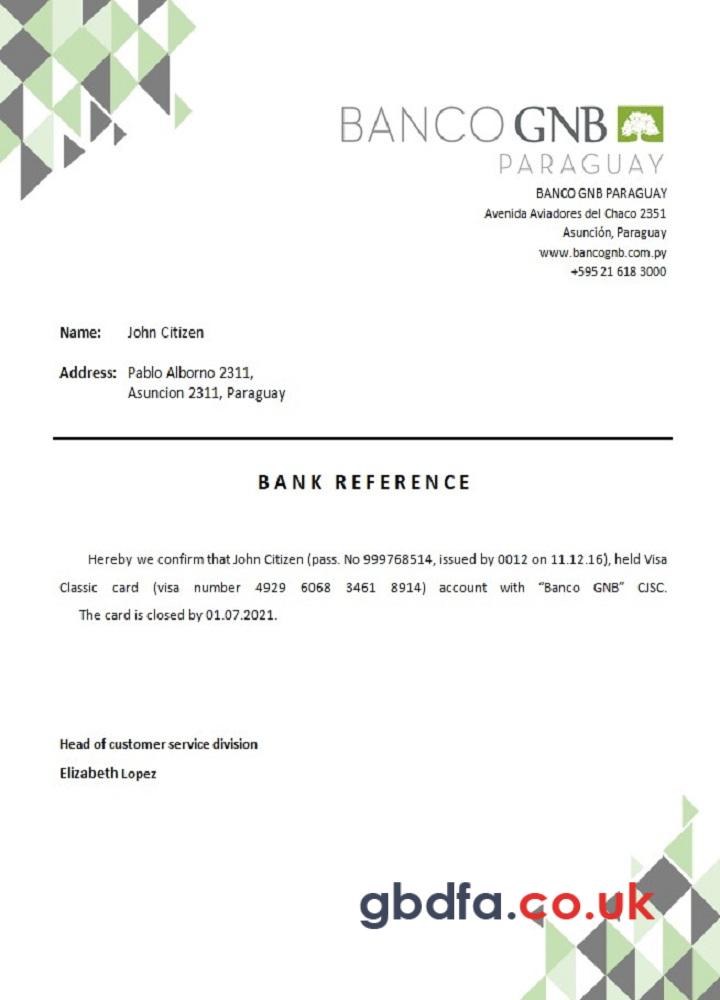 BANCO GNB
PARAGUAY
BANCO GNB PARAGUAY
Avenida Aviadores del Chaco 2351
Asunción, Paraguay
www.bancognb.com.py
+595 21 618 3000
Name: John Citizen
Address: Pablo Alborno 2311,
Asuncion 2311, Paraguay
BANK REFERENCE
Hereby we confirm that John Citizen (pass. No 999768514, issued by 0012 on 11.12.16), held Visa
Classic card (visa number 4929 6068 3461 8914) account with “Banco GNB” CJSC.
The card is closed by 01.07.2021.
Head of customer service division
Elizabeth Lopez
gbdfa.co.uk